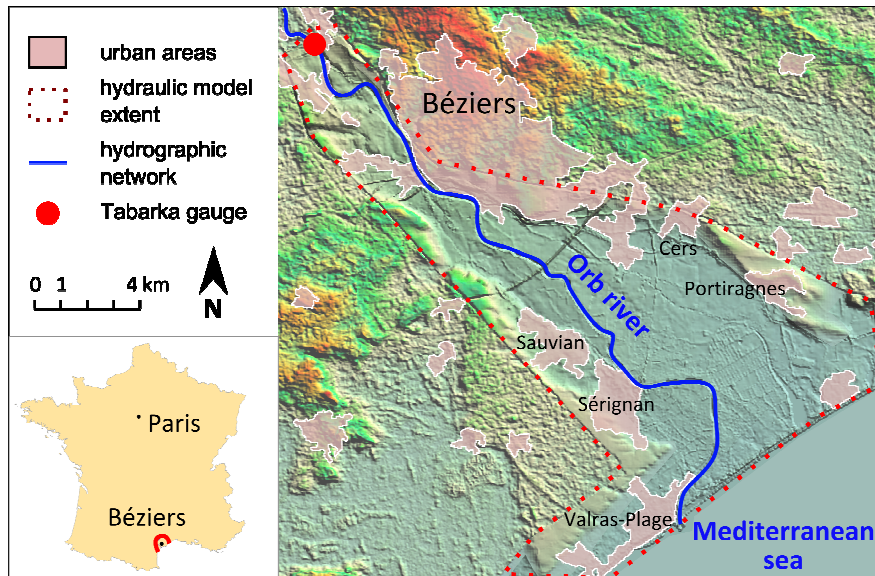 urban areas
hydraulic model
extent
hydrographic
network
Tabarka gauge
0 1 4 km
N
Paris
Béziers
Béziers
Cers
Orb river
Portiragnes
Sauvian
Sérignan
Valras-Plage
Mediterranean
sea